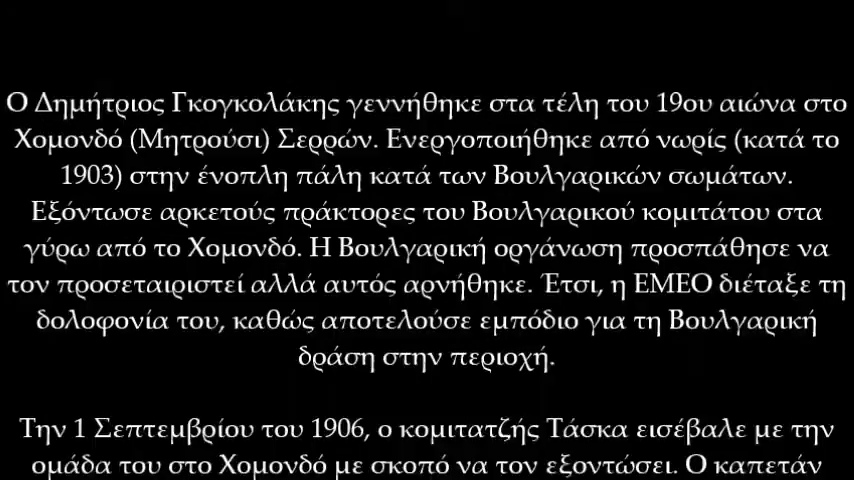 Ο Δημήτριος Γκογκολάκης γεννήθηκε στα τέλη του 19ου αιώνα στο
Χομονδό (Μητρούσι) Σερρών. Ενεργοποιήθηκε από νωρίς (κατά το
1903) στην ένοπλη πάλη κατά των Βουλγαρικών σωμάτων.
Εξόντωσε αρκετούς πράκτορες του Βουλγαρικού κομιτάτου στα
γύρω από το Χομονδό. Η Βουλγαρική οργάνωση προσπάθησε να
τον προσεταιριστεί αλλά αυτός αρνήθηκε. Έτσι, η ΕΜΕΟ διέταξε τη
δολοφονία του, καθώς αποτελούσε εμπόδιο για τη Βουλγαρική
δράση στην περιοχή.
Την 1 Σεπτεμβρίου του 1906, ο κομιτατζής Τάσκα εισέβαλε με την
ομάδα του στο Χομονδό με σκοπό να τον εξοντώσει. Ο καπετάν